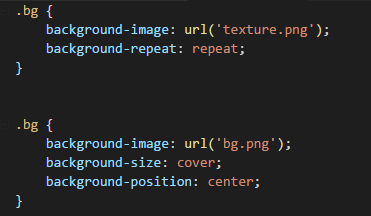 .bg {
    background-image: url('texture.png');
    background-repeat: repeat;
}
.bg {
    background-image: url('bg.png');
    background-size: cover;
    background-position: center;
}